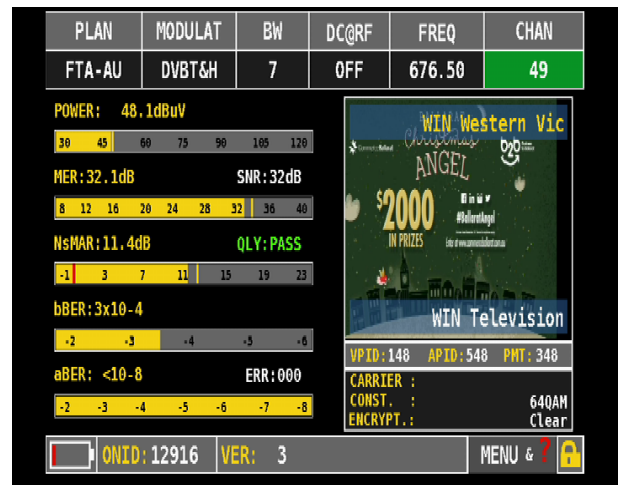 PLAN MODULAT BW DC@RF FREQ CHAN
FTA-AU DVBT&H 7 OFF 676.50 49
POWER: 48.1dBuV
30 45 60 75 90 105 120
MER:32.1dB SNR:32dB
8 12 16 20 24 28 32 36 40
NsMAR:11.4dB QLY:PASS
-1 3 7 11 15 19 23
bBER:3x10-4
-2 -3 -4 -5 -6
aBER: <10-8 ERR:000
-2 -3 -4 -5 -6 -7 -8
WIN Western Vic
Christmas
ANGEL
b2b
$2000
IN PRIZES
#BallaratAngel
WIN Television
VPID:148 APID:548 PMT:348
CARRIER :
CONST. : 64QAM
ENCRYPT.: Clear
ONID:12916 VER: 3 MENU & ?